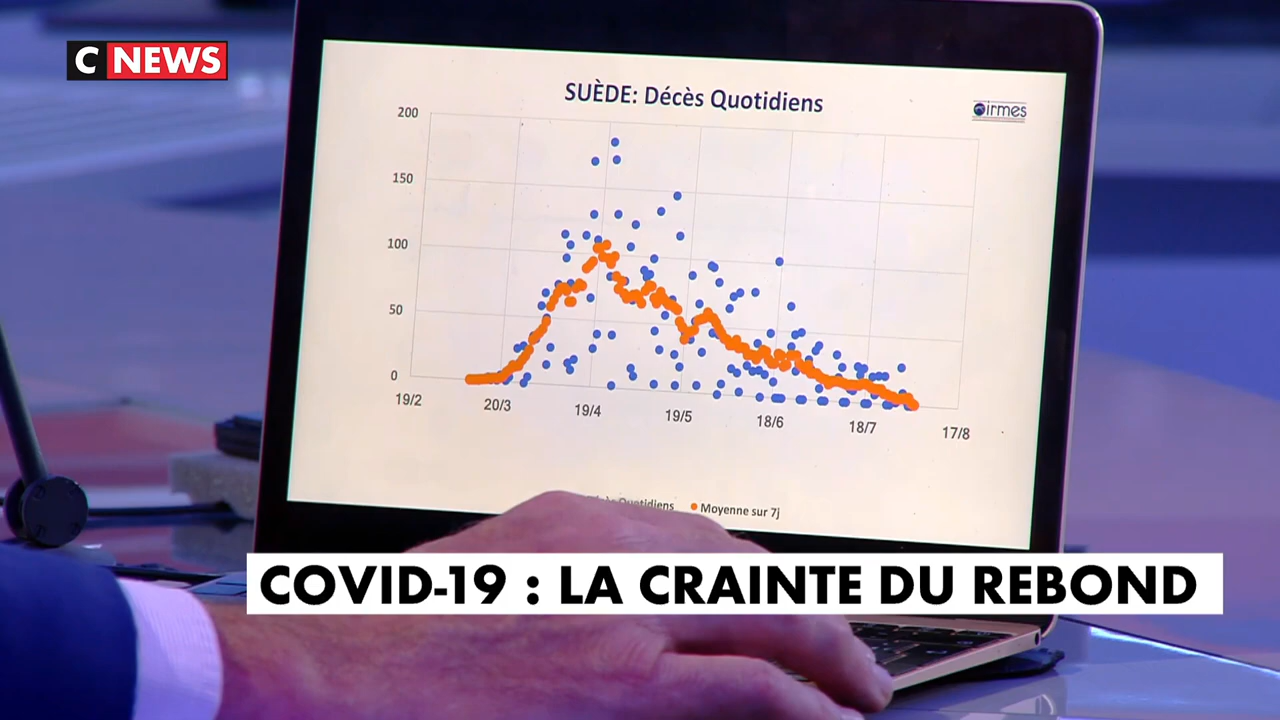 C NEWS
SUÈDE: Décès Quotidiens
irmes
200
150
100
50
0
19/2
20/3
19/4
19/5
18/6
18/7
17/8
Quotidiens
Moyenne sur 7j
COVID-19 : LA CRAINTE DU REBOND